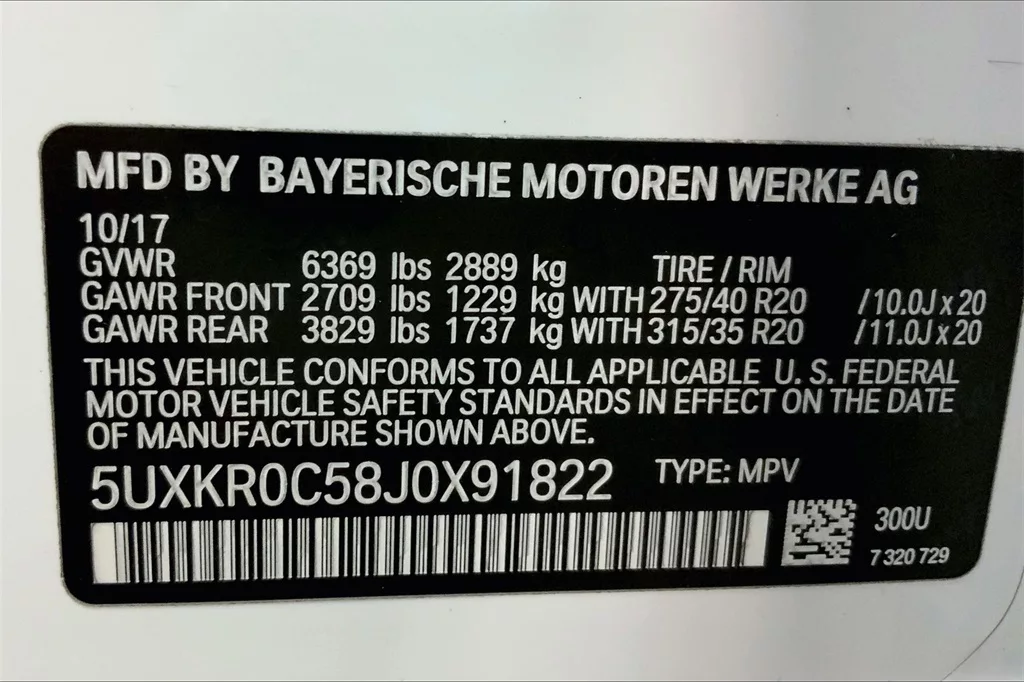 MFD BY BAYERISCHE MOTOREN WERKE AG
10/17
GVWR 6369 lbs 2889 kg TIRE / RIM
GAWR FRONT 2709 lbs 1229 kg WITH 275/40 R20 /10.0J x 20
GAWR REAR 3829 lbs 1737 kg WITH 315/35 R20 /11.0J x 20
THIS VEHICLE CONFORMS TO ALL APPLICABLE U. S. FEDERAL
MOTOR VEHICLE SAFETY STANDARDS IN EFFECT ON THE DATE
OF MANUFACTURE SHOWN ABOVE.
5UXKR0C58J0X91822 TYPE: MPV
300U
7 320 729